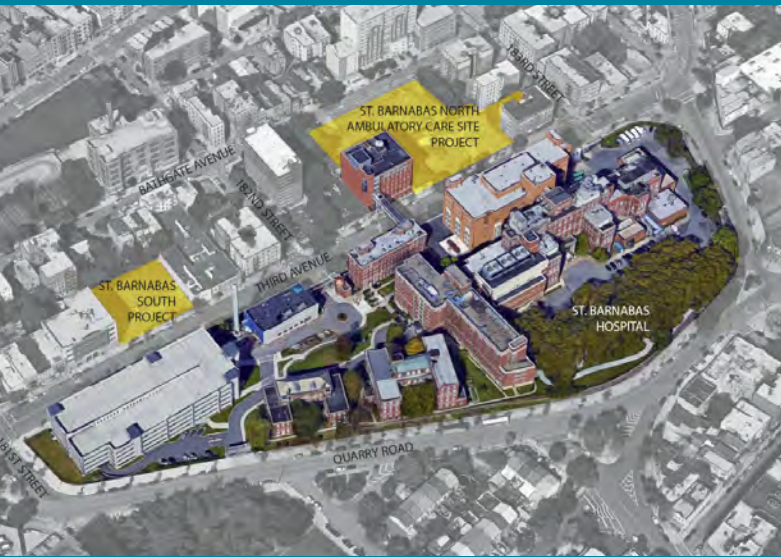 183RD STREET
ST. BARNABAS NORTH
AMBULATORY CARE SITE
PROJECT
BATHGATE AVENUE
182ND STREET
THIRD AVENUE
ST. BARNABAS
SOUTH
PROJECT
ST. BARNABAS
HOSPITAL
QUARRY ROAD
181ST STREET